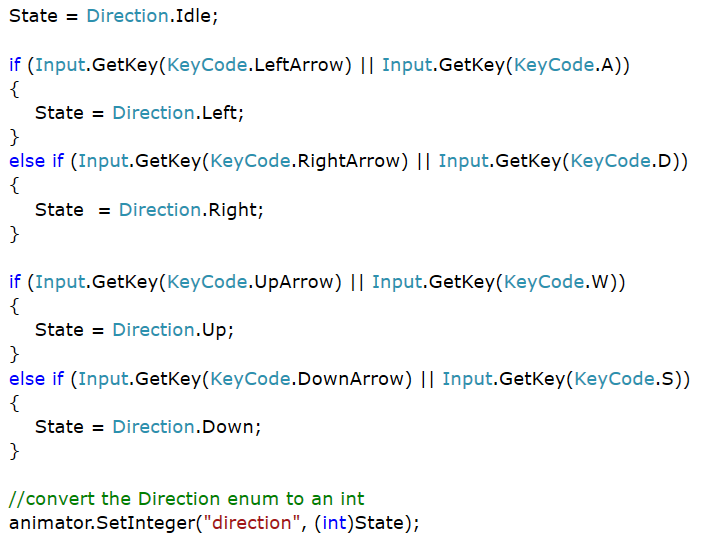 State = Direction.Idle;

if (Input.GetKey(KeyCode.LeftArrow) || Input.GetKey(KeyCode.A))
{
    State = Direction.Left;
}
else if (Input.GetKey(KeyCode.RightArrow) || Input.GetKey(KeyCode.D))
{
    State  = Direction.Right;
}

if (Input.GetKey(KeyCode.UpArrow) || Input.GetKey(KeyCode.W))
{
    State = Direction.Up;
}
else if (Input.GetKey(KeyCode.DownArrow) || Input.GetKey(KeyCode.S))
{
    State = Direction.Down;
}

//convert the Direction enum to an int
animator.SetInteger("direction", (int)State);